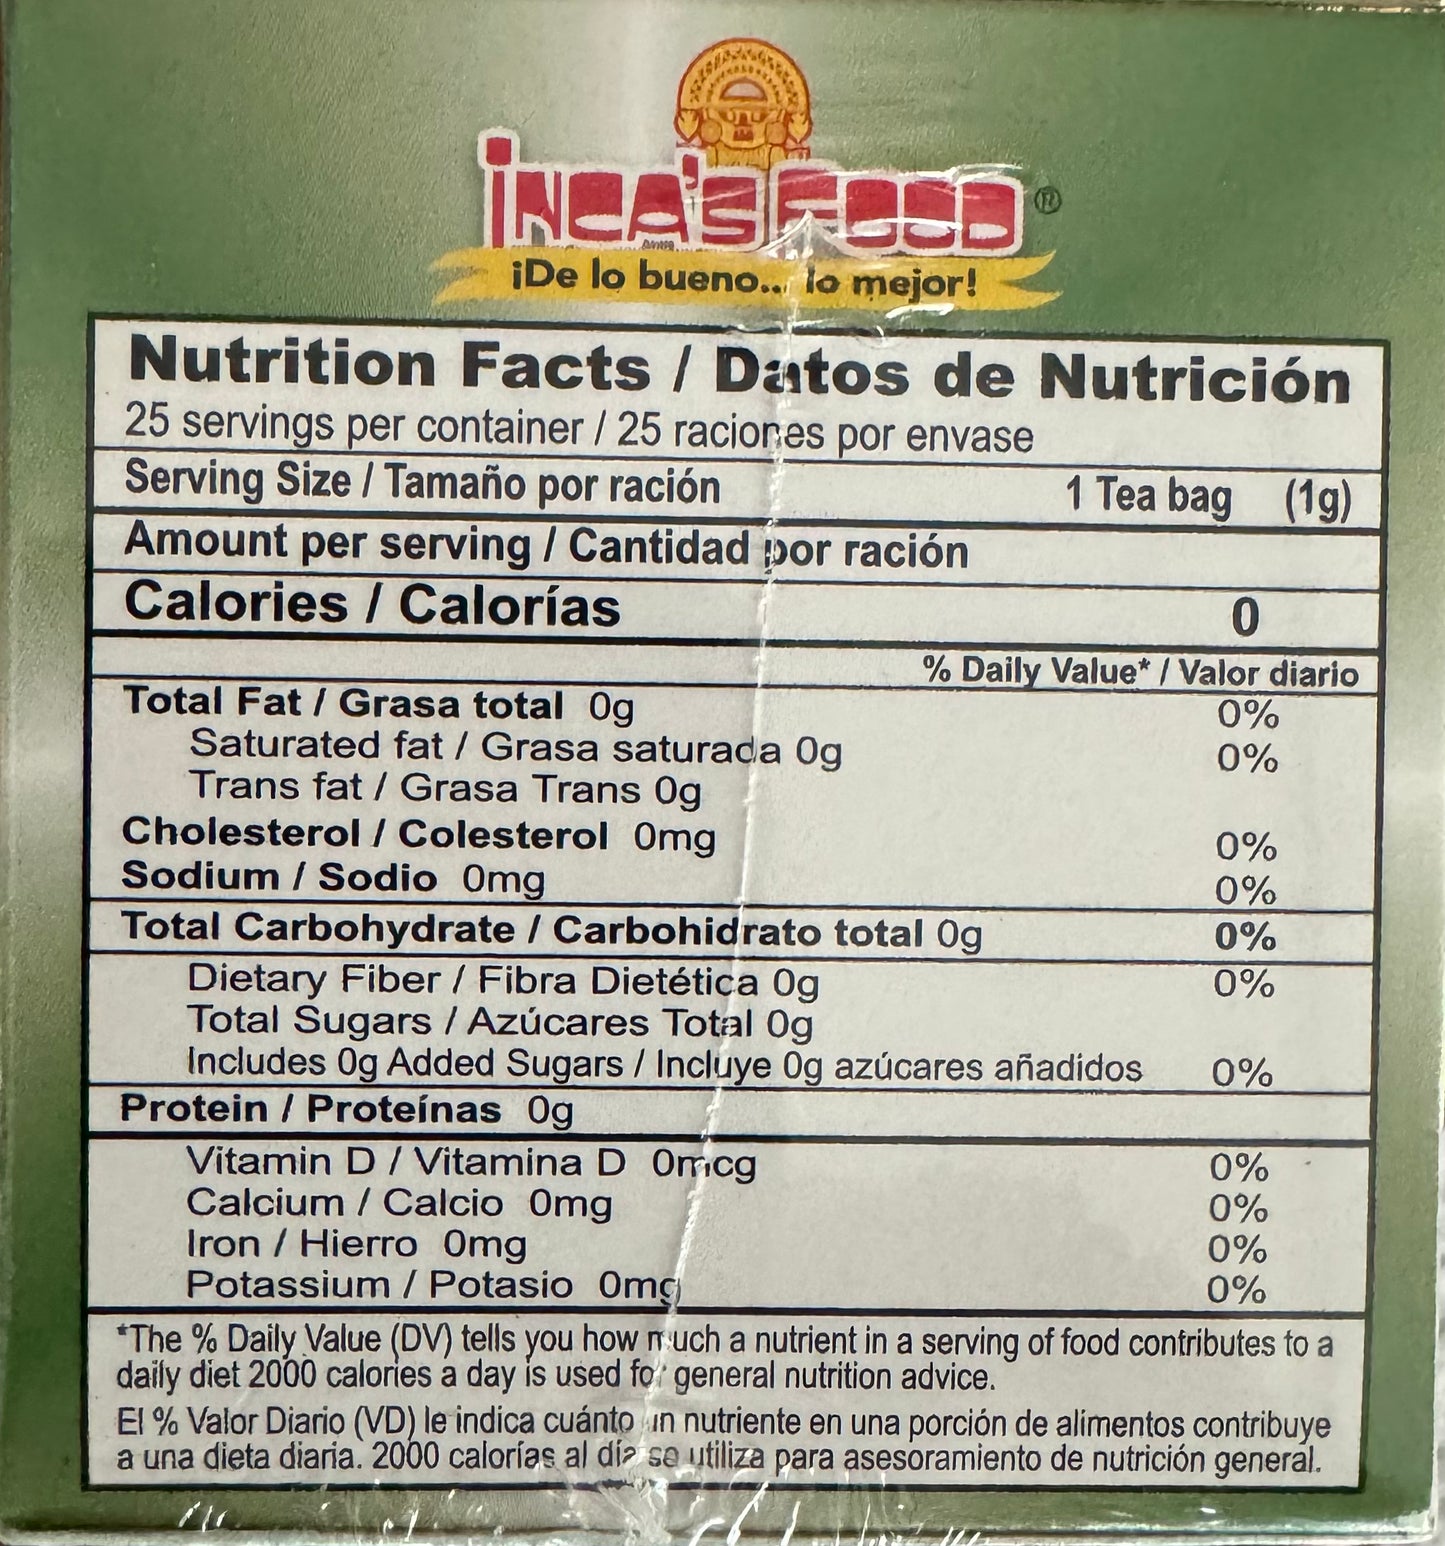 INCA'S FOOD ®
¡De lo bueno... lo mejor!
Nutrition Facts / Datos de Nutrición
25 servings per container / 25 raciones por envase
Serving Size / Tamaño por ración 1 Tea bag (1g)
Amount per serving / Cantidad por ración
Calories / Calorías 0
% Daily Value* / Valor diario
Total Fat / Grasa total 0g 0%
Saturated fat / Grasa saturada 0g 0%
Trans fat / Grasa Trans 0g
Cholesterol / Colesterol 0mg 0%
Sodium / Sodio 0mg 0%
Total Carbohydrate / Carbohidrato total 0g 0%
Dietary Fiber / Fibra Dietética 0g 0%
Total Sugars / Azúcares Total 0g
Includes 0g Added Sugars / Incluye 0g azúcares añadidos 0%
Protein / Proteínas 0g
Vitamin D / Vitamina D 0mcg 0%
Calcium / Calcio 0mg 0%
Iron / Hierro 0mg 0%
Potassium / Potasio 0mg 0%
*The % Daily Value (DV) tells you how much a nutrient in a serving of food contributes to a
daily diet 2000 calories a day is used for general nutrition advice.
El % Valor Diario (VD) le indica cuánto un nutriente en una porción de alimentos contribuye
a una dieta diaria. 2000 calorías al día se utiliza para asesoramiento de nutrición general.